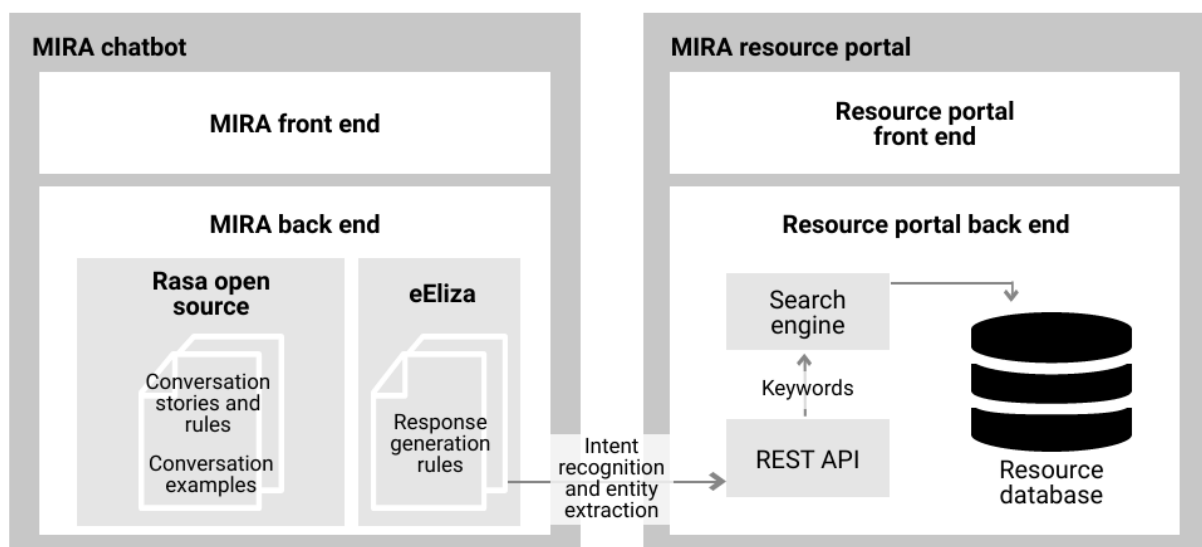 MIRA chatbot
MIRA front end
MIRA back end
Rasa open
source
Conversation
stories and
rules
Conversation
examples
eEliza
Response
generation
rules
Intent
recognition
and entity
extraction
MIRA resource portal
Resource portal
front end
Resource portal back end
Search
engine
Keywords
REST API
Resource
database